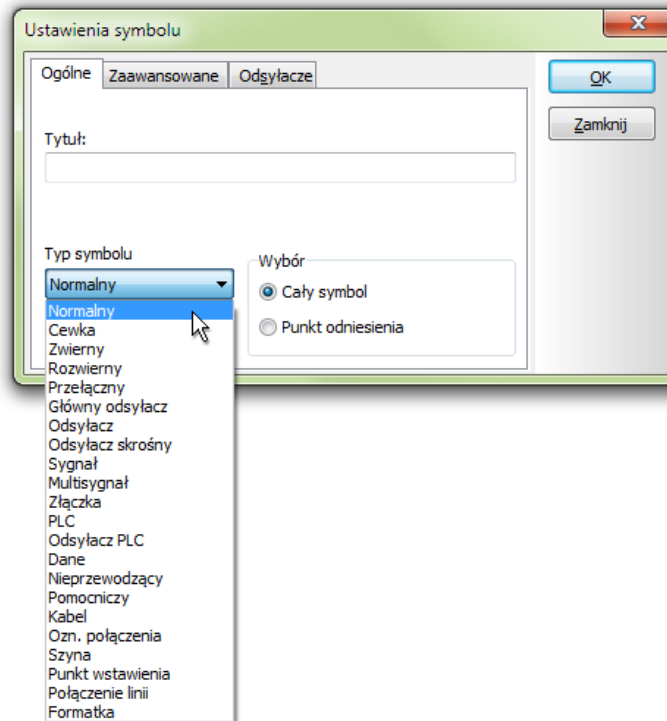 Ustawienia symbolu
Ogólne Zaawansowane Odsyłacze
OK
Zamknij
Tytuł:
Typ symbolu
Normalny
Wybór
Cały symbol
Punkt odniesienia
Normalny
Cewka
Zwierny
Rozwierny
Przełączny
Główny odsyłacz
Odsyłacz
Odsyłacz skrośny
Sygnał
Multisygnał
Złączka
PLC
Odsyłacz PLC
Dane
Nieprzewodzący
Pomocniczy
Kabel
Ozn. połączenia
Szyna
Punkt wstawienia
Połączenie linii
Formatka